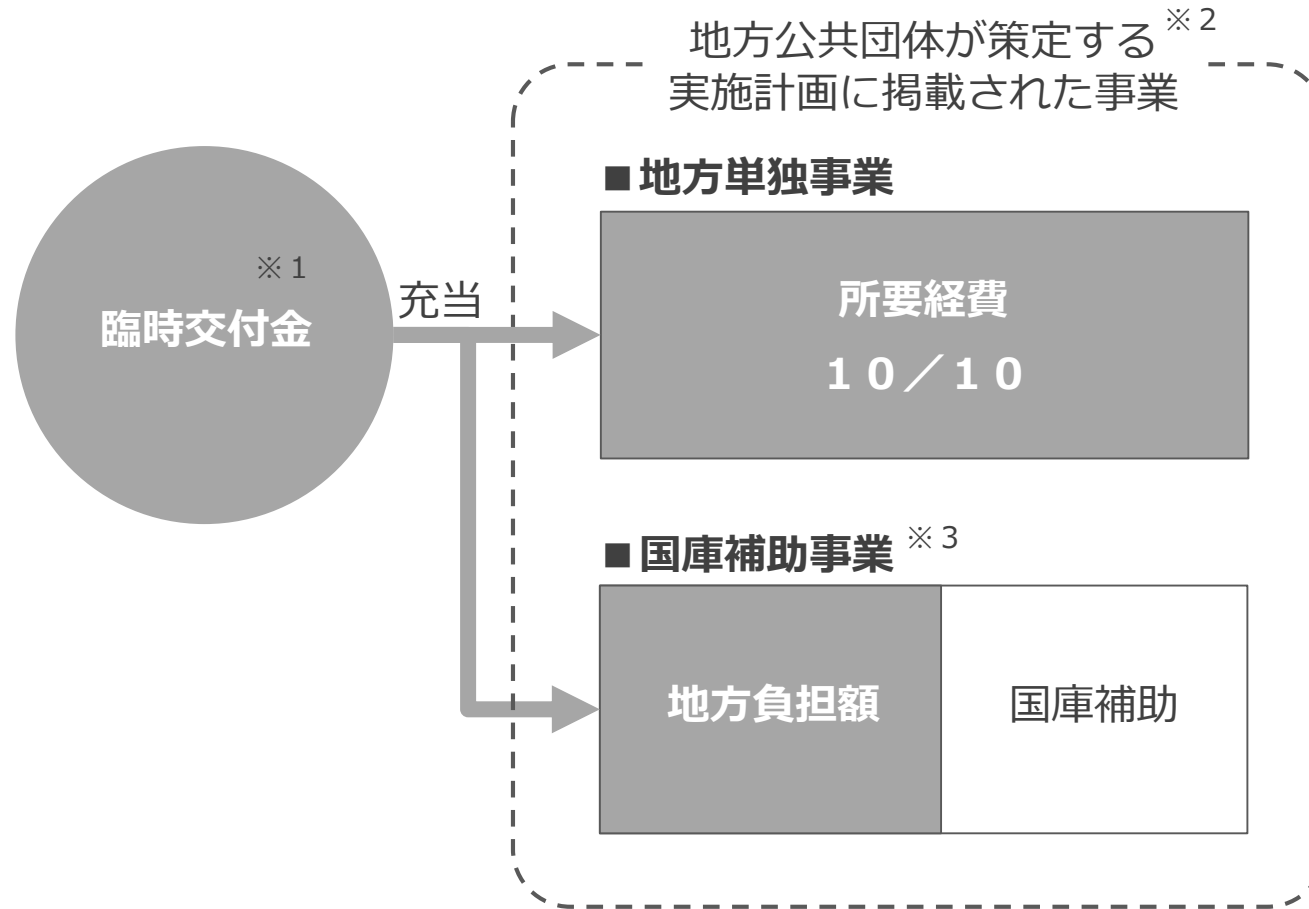 地方公共団体が策定する※2
実施計画に掲載された事業
■地方単独事業
※1
臨時交付金
充当
所要経費
10／10
■国庫補助事業※3
地方負担額
国庫補助